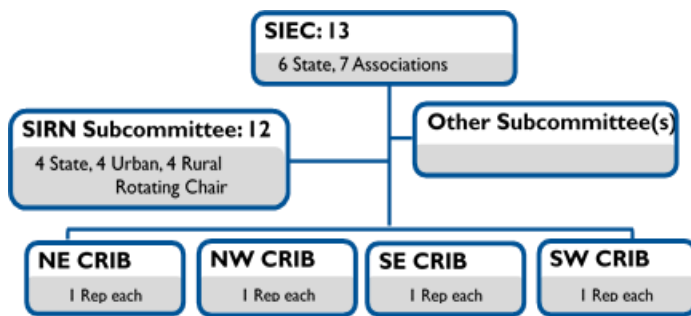 SIEC: 13
6 State, 7 Associations
SIRN Subcommittee: 12
4 State, 4 Urban, 4 Rural
Rotating Chair
Other Subcommittee(s)
NE CRIB
1 Rep each
NW CRIB
1 Rep each
SE CRIB
1 Rep each
SW CRIB
1 Rep each